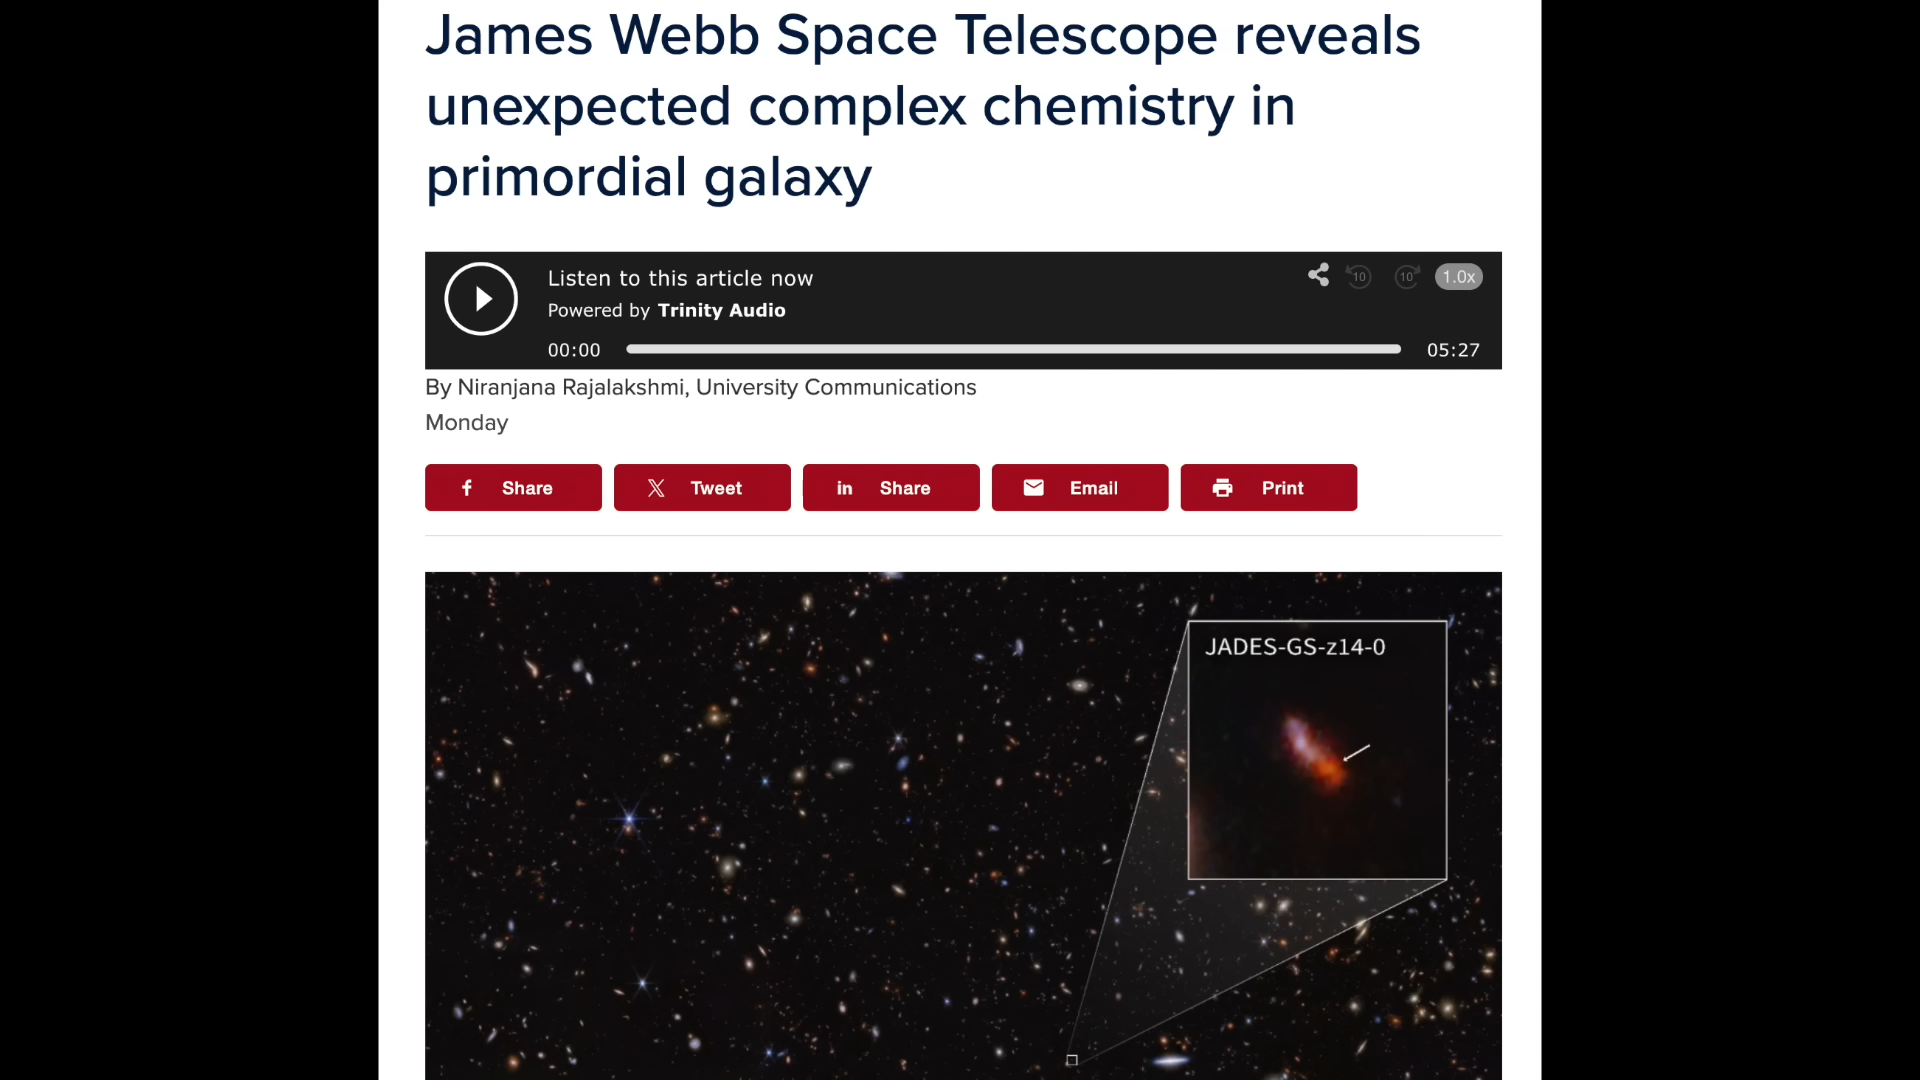 James Webb Space Telescope reveals
unexpected complex chemistry in
primordial galaxy
Listen to this article now
Powered by Trinity Audio
10
10
1.0x
00:00
05:27
By Niranjana Rajalakshmi, University Communications
Monday
Share
Tweet
Share
Email
Print
JADES-GS-z14-0